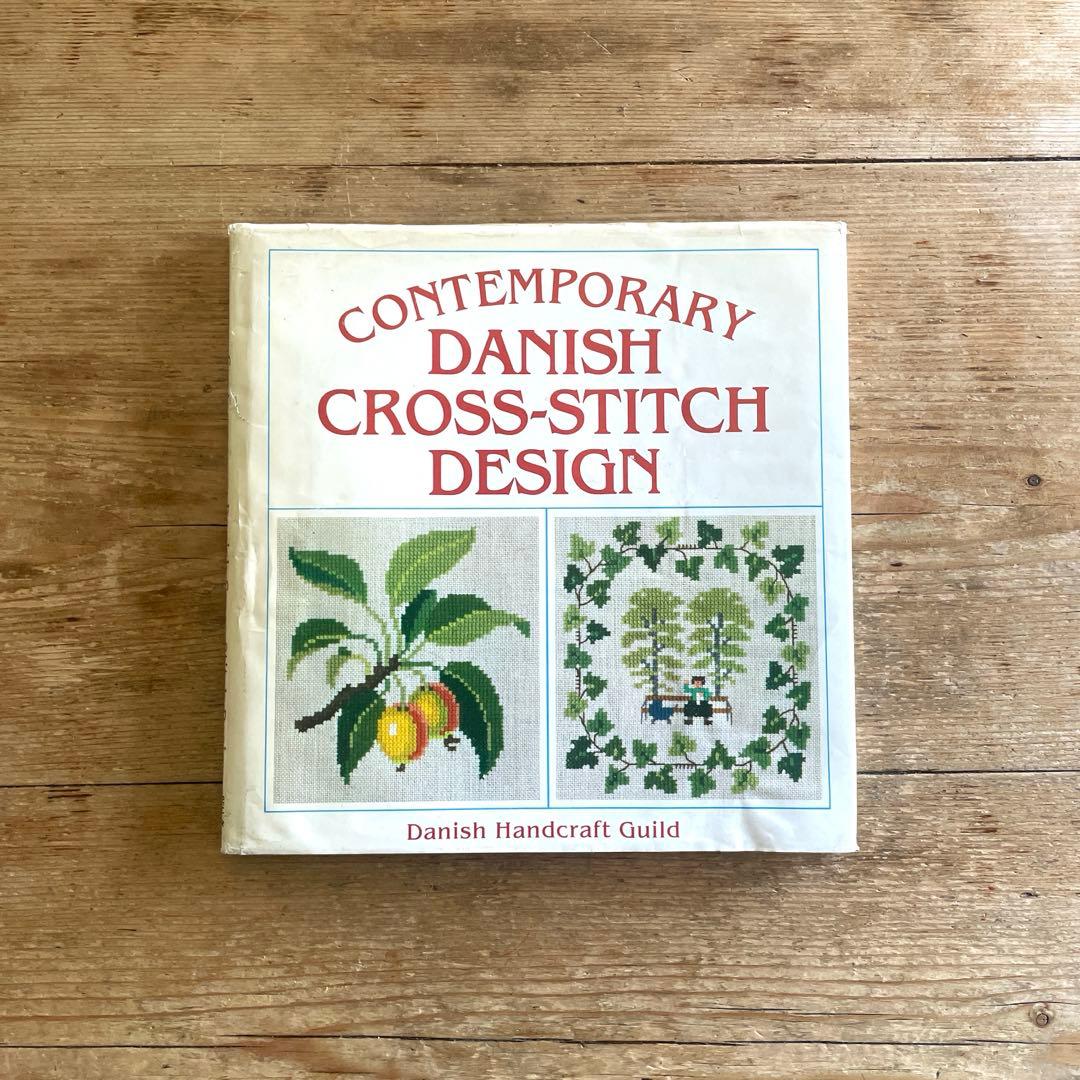 CONTEMPORARY
DANISH
CROSS-STITCH
DESIGN
Danish Handcraft Guild